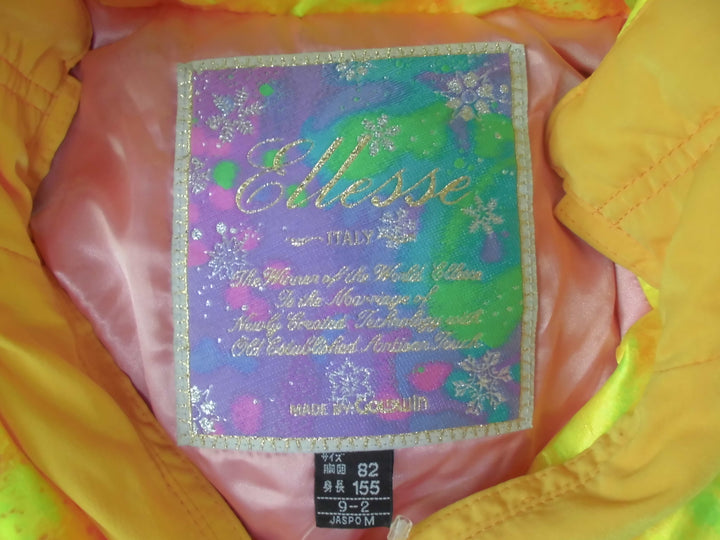 Ellesse
ITALY
The Winner of the World. Ellesse
Is the Marriage of
Newly Created Technology with
Old Established Artisan Touch.
MADE BY Goldwin
サイズ
胸囲 82
身長 155
9-2
JASPO M